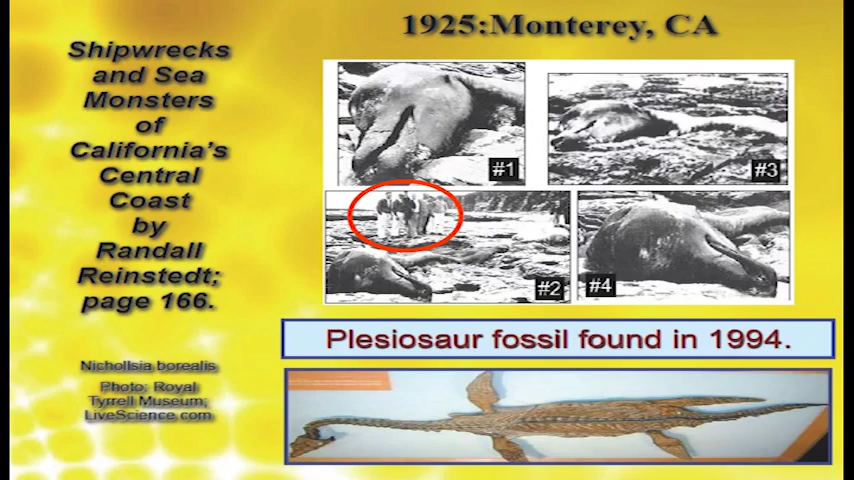 1925:Monterey, CA
Shipwrecks
and Sea
Monsters
of
California's
Central
Coast
by
Randall
Reinstedt;
page 166.
#1
#3
#2
#4
Plesiosaur fossil found in 1994.
Nichollsia borealis
Photo: Royal
Tyrrell Museum;
LiveScience.com